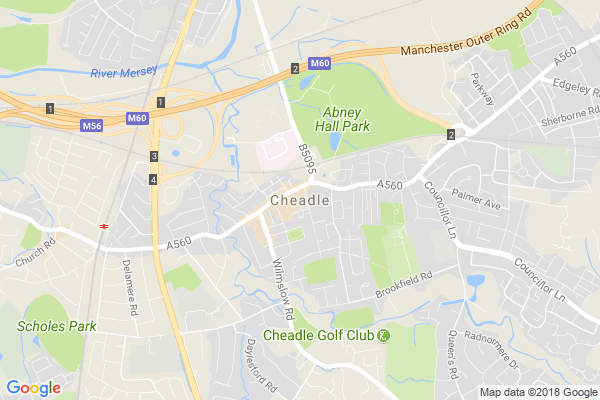 Manchester Outer Ring Rd
A560
River Mersey
M60
2
Parkway
Edgeley Rd
1
1
Abney
Hall Park
M60
M56
Sherborne Rd
2
B5095
3
4
A560
Cheadle
Palmer Ave
Councillor Ln
Church Rd
A560
Delamere Rd
Wilmslow Rd
Brookfield Rd
Councillor Ln
Scholes Park
Cheadle Golf Club
Daylesford Rd
Queen's Rd
Radnormere Dr
Google
Map data ©2018 Google